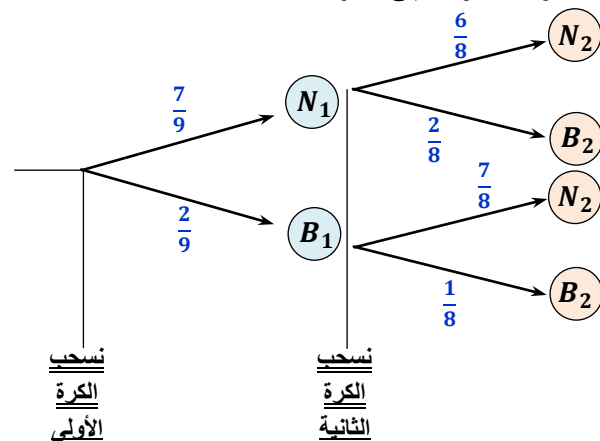 6/8
N₂
7/9
N₁
2/8
B₂
7/8
N₂
2/9
B₁
1/8
B₂
نسحب
الكرة
الأولى
نسحب
الكرة
الثانية